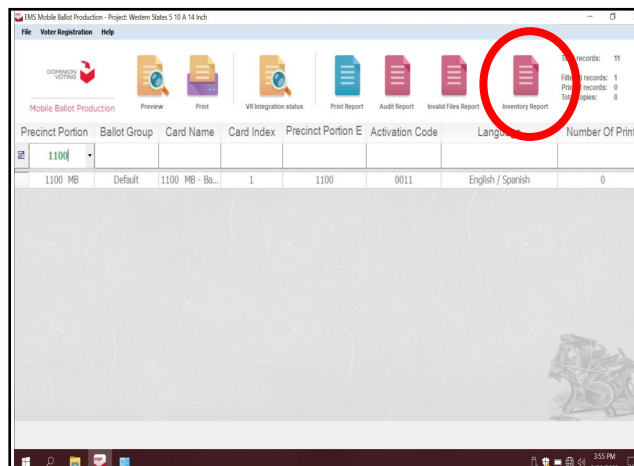 EMS Mobile Ballot Production - Project: Western States 5 10 A 14 Inch
File Voter Registration Help
DOMINION VOTING
Mobile Ballot Production
Preview
Print
VR Integration status
Print Report
Audit Report
Invalid Files Report
Inventory Report
records: 11
records: 1
records: 0
copies: 0
Precinct Portion Ballot Group Card Name Card Index Precinct Portion E Activation Code Language Number Of Print
1100
1100 MB Default 1100 MB - Ba... 1 1100 0011 English / Spanish 0
3:55 PM